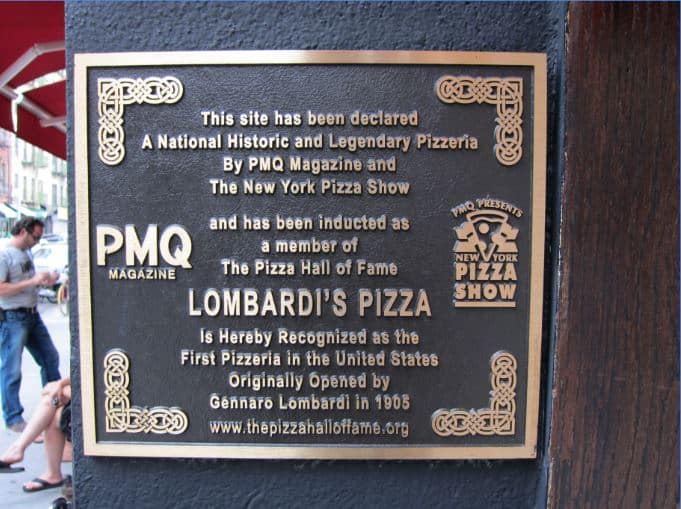 This site has been declared
A National Historic and Legendary Pizzeria
By PMQ Magazine and
The New York Pizza Show
and has been inducted as
a member of
The Pizza Hall of Fame
LOMBARDI'S PIZZA
Is Hereby Recognized as the
First Pizzeria in the United States
Originally Opened by
Gennaro Lombardi in 1905
www.thepizzahalloffame.org
PMQ
MAGAZINE
PMQ PRESENTS
NEW YORK
PIZZA
SHOW